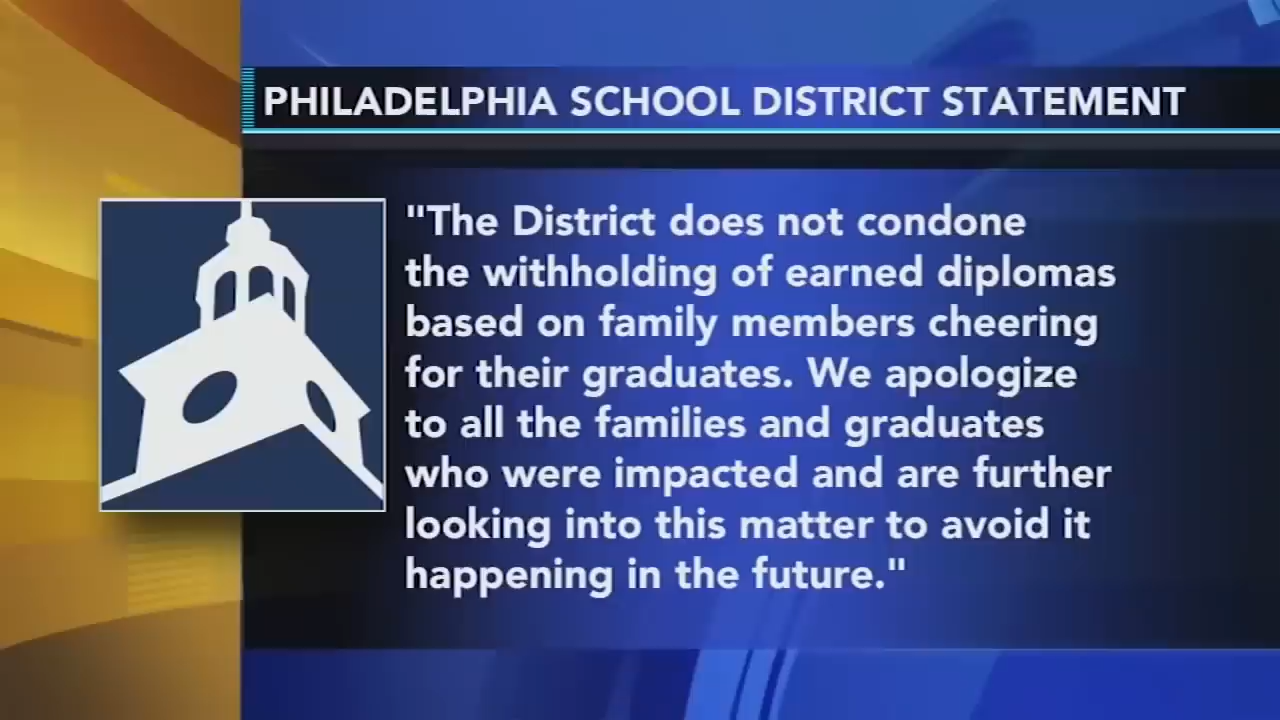 PHILADELPHIA SCHOOL DISTRICT STATEMENT
"The District does not condone
the withholding of earned diplomas
based on family members cheering
for their graduates. We apologize
to all the families and graduates
who were impacted and are further
looking into this matter to avoid it
happening in the future."